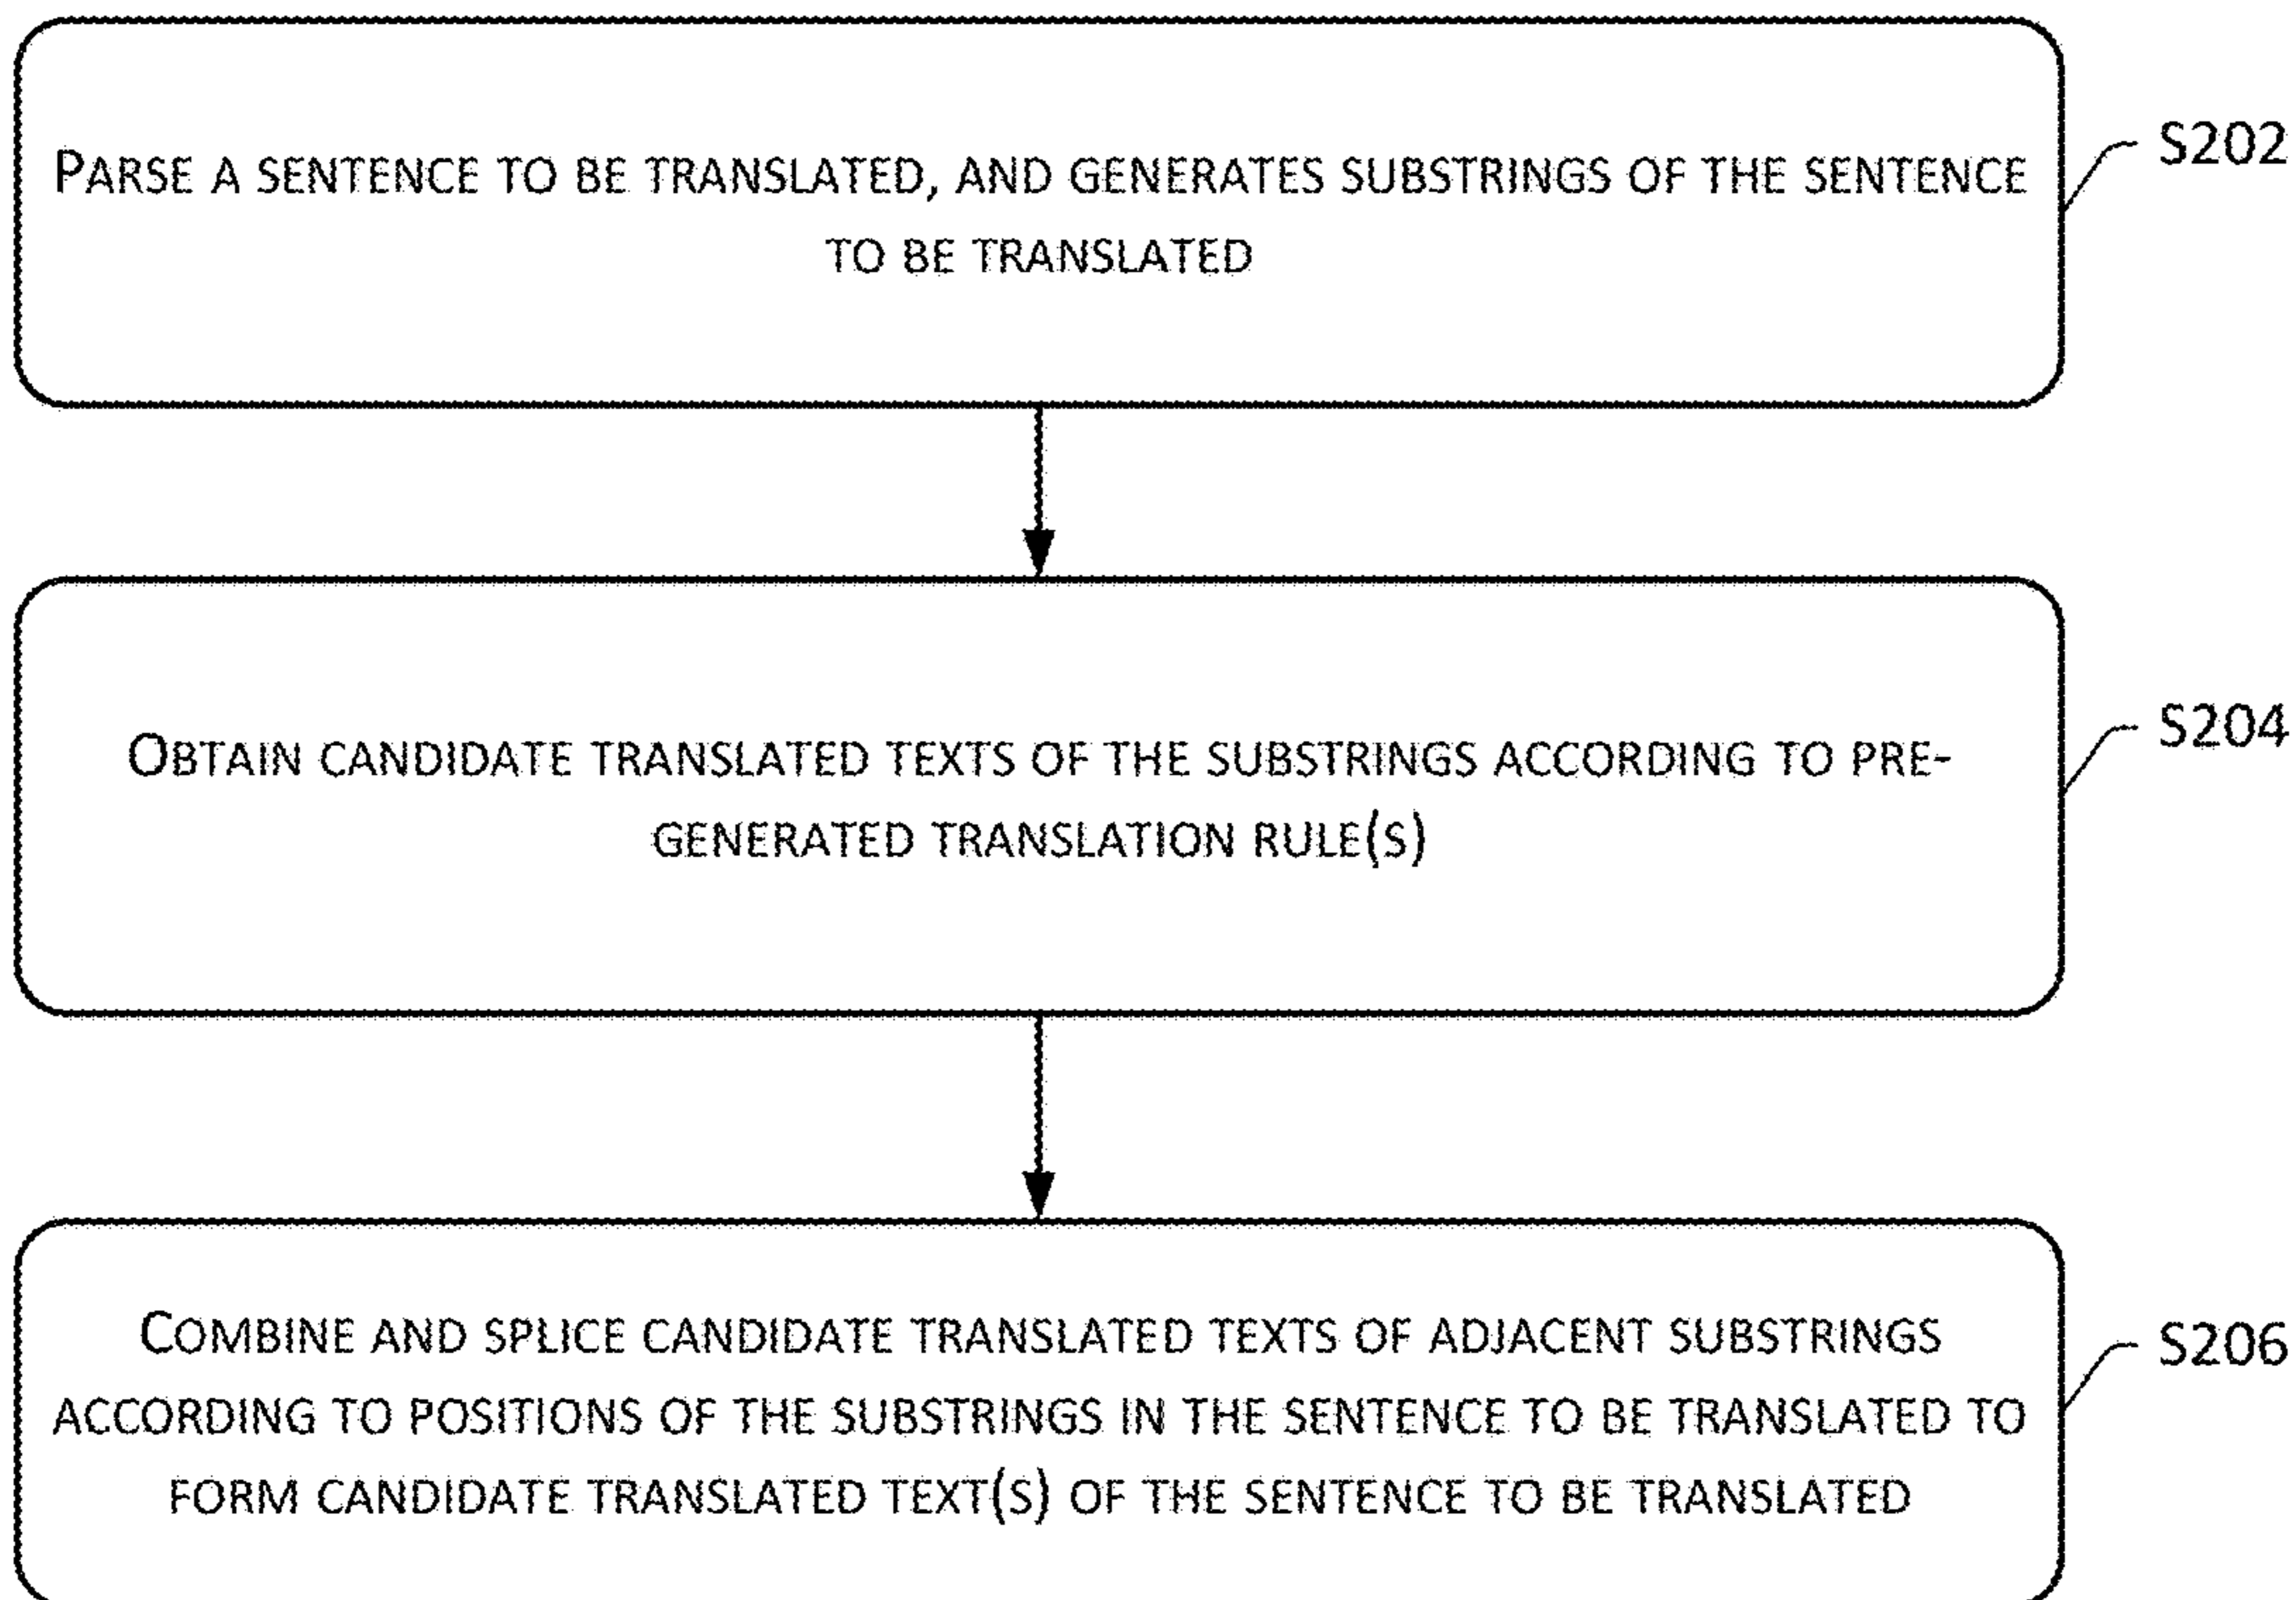 PARSE A SENTENCE TO BE TRANSLATED, AND GENERATES SUBSTRINGS OF THE SENTENCE
TO BE TRANSLATED
S202
OBTAIN CANDIDATE TRANSLATED TEXTS OF THE SUBSTRINGS ACCORDING TO PRE-
GENERATED TRANSLATION RULE(S)
S204
COMBINE AND SPLICE CANDIDATE TRANSLATED TEXTS OF ADJACENT SUBSTRINGS
ACCORDING TO POSITIONS OF THE SUBSTRINGS IN THE SENTENCE TO BE TRANSLATED TO
FORM CANDIDATE TRANSLATED TEXT(S) OF THE SENTENCE TO BE TRANSLATED
S206